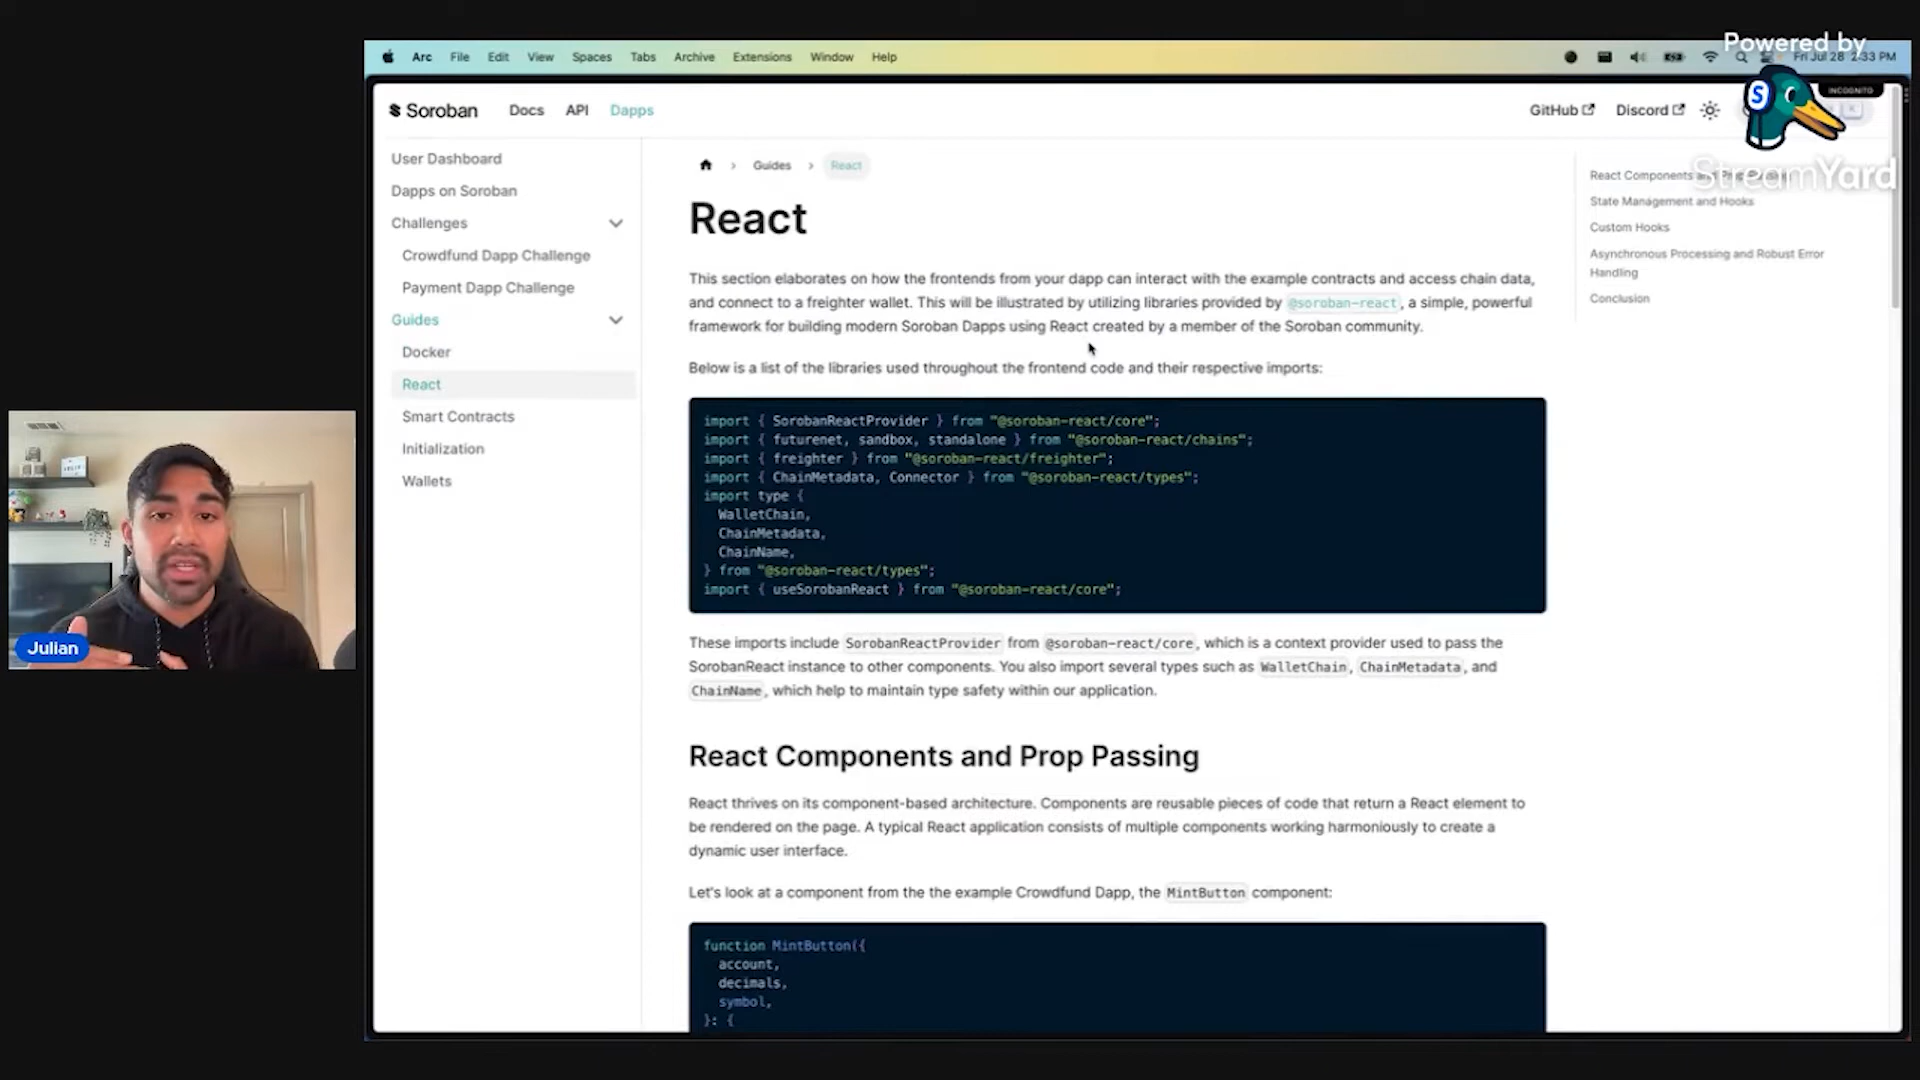 Powered by
StreamYard
Arc File Edit View Spaces Tabs Archive Extensions Window Help
Fri Jul 28 2:33 PM
INCOGNITO
Soroban Docs API Dapps
GitHub Discord
User Dashboard
Dapps on Soroban
Challenges
Crowdfund Dapp Challenge
Payment Dapp Challenge
Guides
Docker
React
Smart Contracts
Initialization
Wallets
Julian
Guides React
React
This section elaborates on how the frontends from your dapp can interact with the example contracts and access chain data,
and connect to a freighter wallet. This will be illustrated by utilizing libraries provided by @soroban-react, a simple, powerful
framework for building modern Soroban Dapps using React created by a member of the Soroban community.
Below is a list of the libraries used throughout the frontend code and their respective imports:
import { SorobanReactProvider } from "@soroban-react/core";
import { futurenet, sandbox, standalone } from "@soroban-react/chains";
import { freighter } from "@soroban-react/freighter";
import { ChainMetadata, Connector } from "@soroban-react/types";
import type {
WalletChain,
ChainMetadata,
ChainName,
} from "@soroban-react/types";
import { useSorobanReact } from "@soroban-react/core";
These imports include SorobanReactProvider from @soroban-react/core, which is a context provider used to pass the
SorobanReact instance to other components. You also import several types such as WalletChain, ChainMetadata, and
ChainName, which help to maintain type safety within our application.
React Components and Prop Passing
React thrives on its component-based architecture. Components are reusable pieces of code that return a React element to
be rendered on the page. A typical React application consists of multiple components working harmoniously to create a
dynamic user interface.
Let's look at a component from the the example Crowdfund Dapp, the MintButton component:
function MintButton({
account,
decimals,
symbol,
}: {
React Components and Prop Passing
State Management and Hooks
Custom Hooks
Asynchronous Processing and Robust Error
Handling
Conclusion